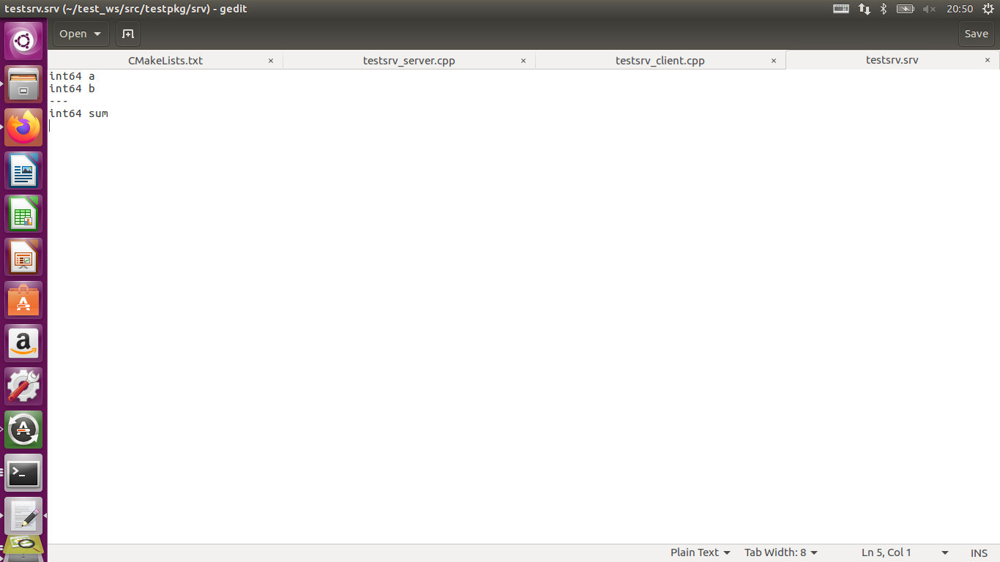 testsrv.srv (~/test_ws/src/testpkg/srv) - gedit
20:50
Open
Save
CMakeLists.txt ×
testsrv_server.cpp ×
testsrv_client.cpp ×
testsrv.srv ×
int64 a
int64 b
---
int64 sum
Plain Text
Tab Width: 8
Ln 5, Col 1
INS